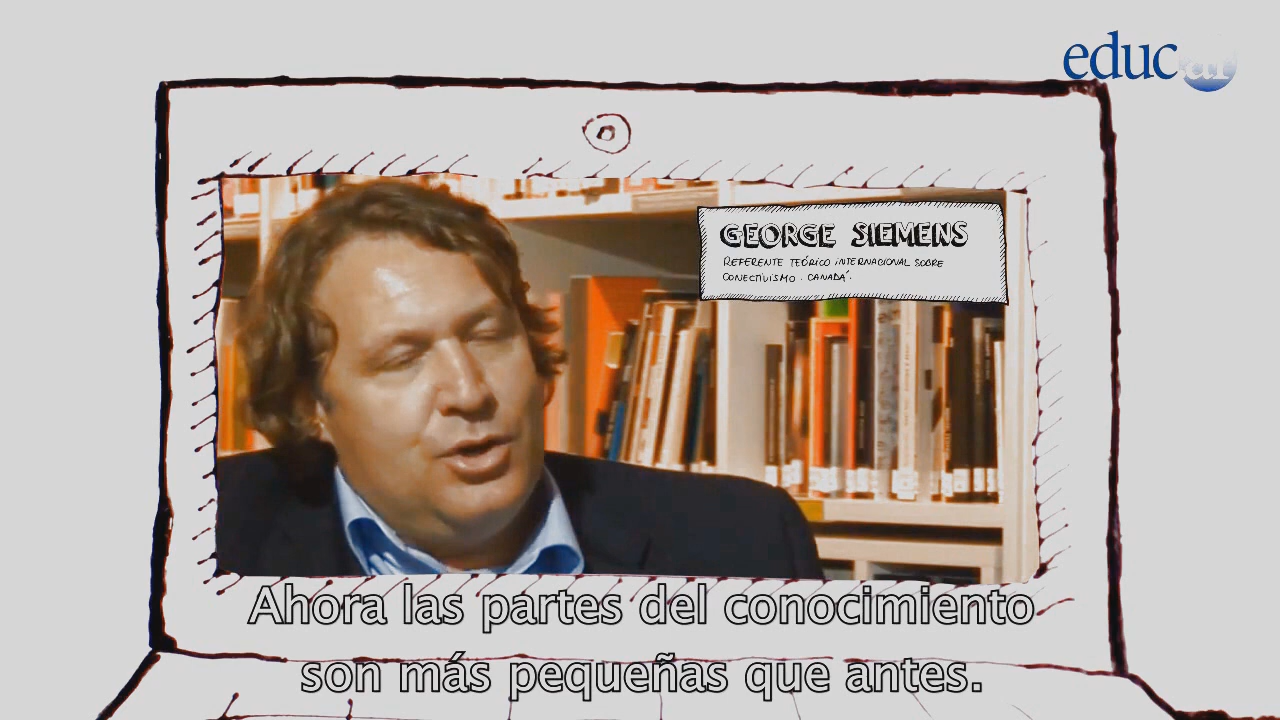 educ.ar
GEORGE SIEMENS
REFERENTE TEÓRICO INTERNACIONAL SOBRE
CONECTIVISMO . CANADÁ.
Ahora las partes del conocimiento
son más pequeñas que antes.